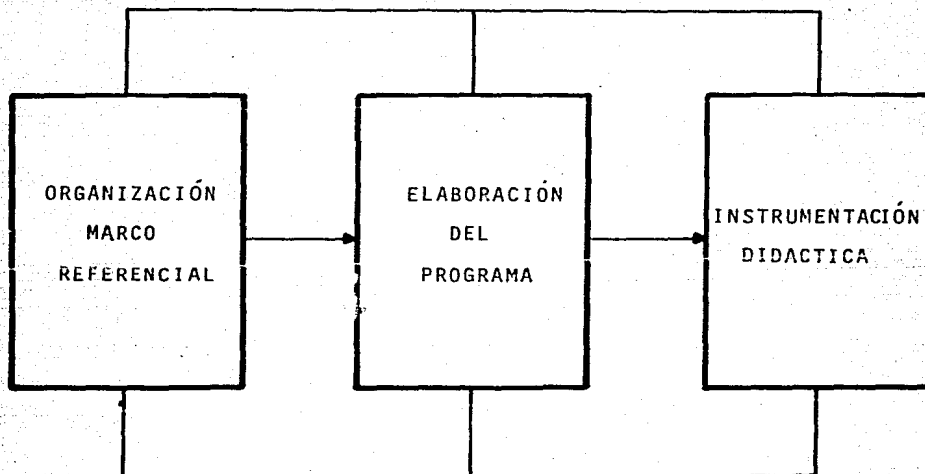 ORGANIZACIÓN
MARCO
REFERENCIAL
ELABORACIÓN
DEL
PROGRAMA
INSTRUMENTACIÓN
DIDACTICA